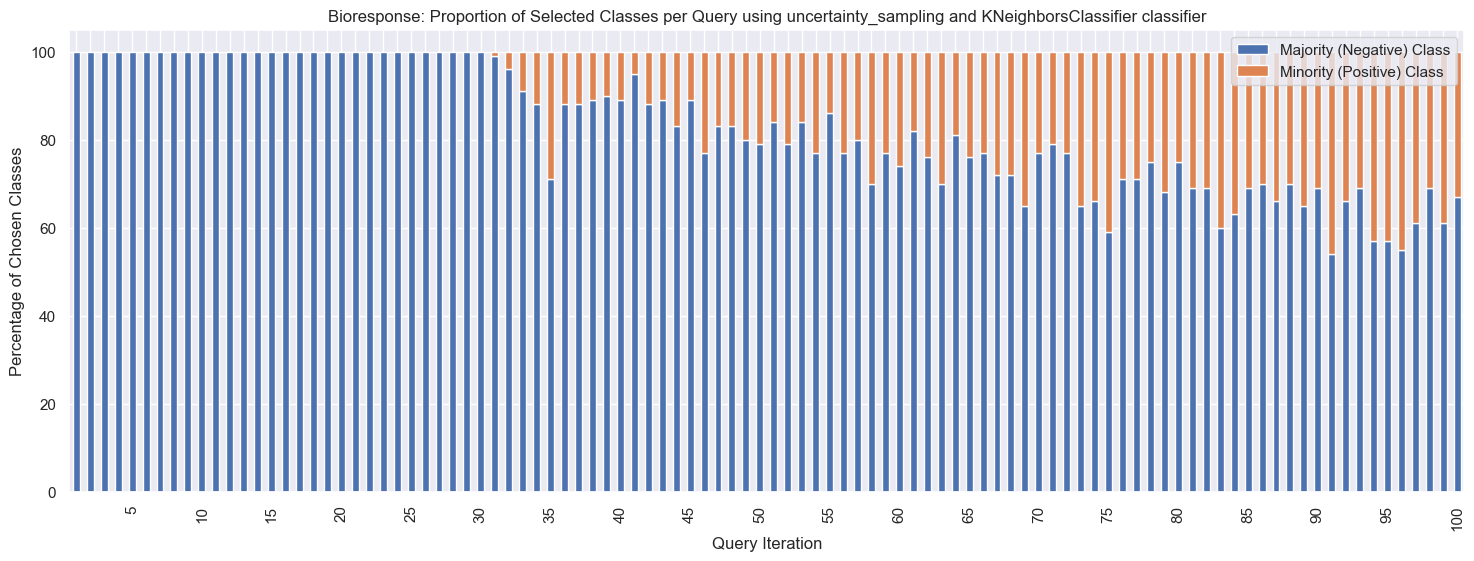 Bioresponse: Proportion of Selected Classes per Query using uncertainty_sampling and KNeighborsClassifier classifier
Majority (Negative) Class
Minority (Positive) Class
Percentage of Chosen Classes
100
80
60
40
20
0
5 10 15 20 25 30 35 40 45 50 55 60 65 70 75 80 85 90 95 100
Query Iteration